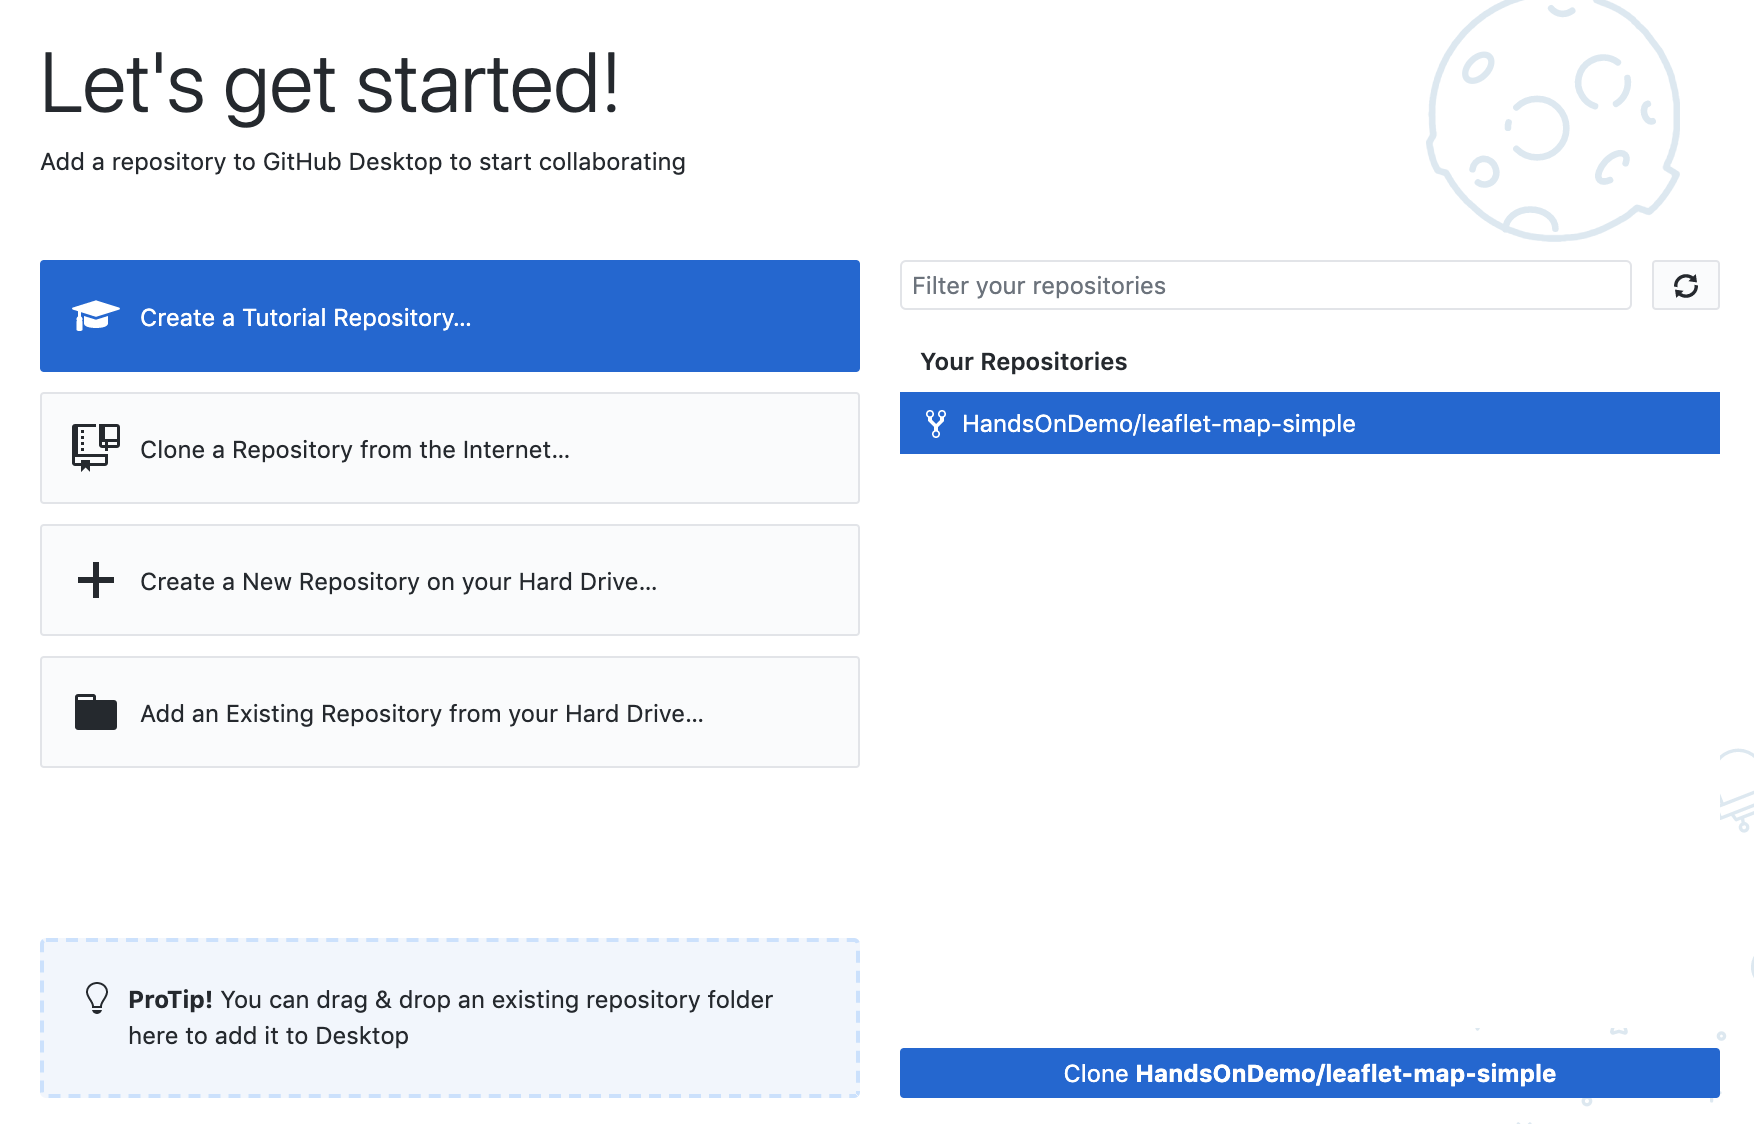 Let's get started!
Add a repository to GitHub Desktop to start collaborating
Create a Tutorial Repository...
Clone a Repository from the Internet...
Create a New Repository on your Hard Drive...
Add an Existing Repository from your Hard Drive...
ProTip! You can drag & drop an existing repository folder
here to add it to Desktop
Filter your repositories
Your Repositories
HandsOnDemo/leaflet-map-simple
Clone HandsOnDemo/leaflet-map-simple